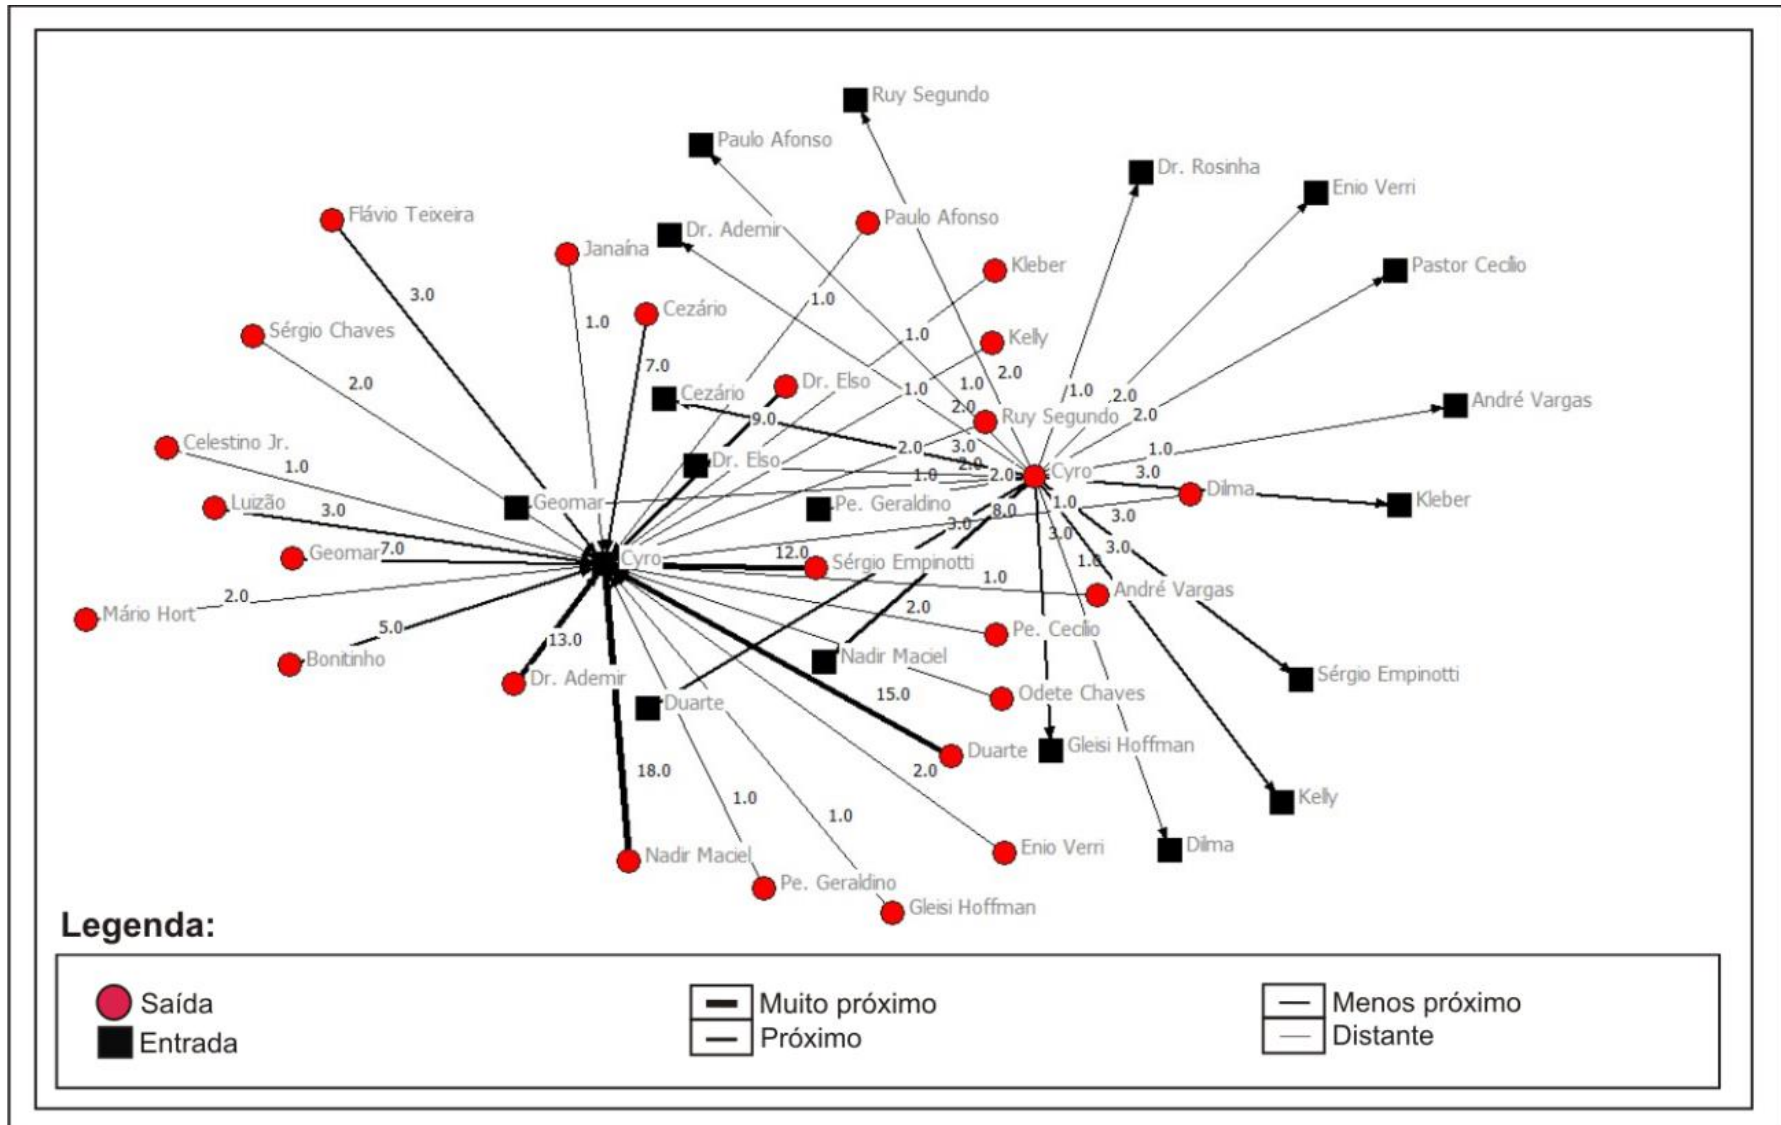 Ruy Segundo
Paulo Afonso
Dr. Rosinha
Enio Verri
Flávio Teixeira
Paulo Afonso
Dr. Ademir
Janaína
Kleber
Pastor Cecílio
3.0
1.0
Cezário
1.0
Sérgio Chaves
1.0
Kelly
7.0
2.0
2.0
1.0
Dr. Elso
1.0
1.0
2.0
Cezário
2.0
2.0
André Vargas
9.0
Ruy Segundo
Celestino Jr.
2.0
3.0
1.0
1.0
Dr. Elso
2.0
1.0
2.0
Cyro
3.0
Dilma
Luizão
3.0
Geomar
Pe. Geraldino
8.0
1.0
3.0
Kleber
3.0
3.0
Geomar
7.0
Cyro
12.0
Sérgio Empinotti
3.0
1.0
1.0
André Vargas
Mário Hort
2.0
2.0
5.0
13.0
Pe. Cecílio
Bonitinho
Dr. Ademir
Nadir Maciel
Sérgio Empinotti
15.0
Odete Chaves
Duarte
Duarte
Gleisi Hoffman
18.0
2.0
1.0
Kelly
1.0
Nadir Maciel
Enio Verri
Dilma
Pe. Geraldino
Gleisi Hoffman
Legenda:
Saída
Muito próximo
Menos próximo
Entrada
Próximo
Distante